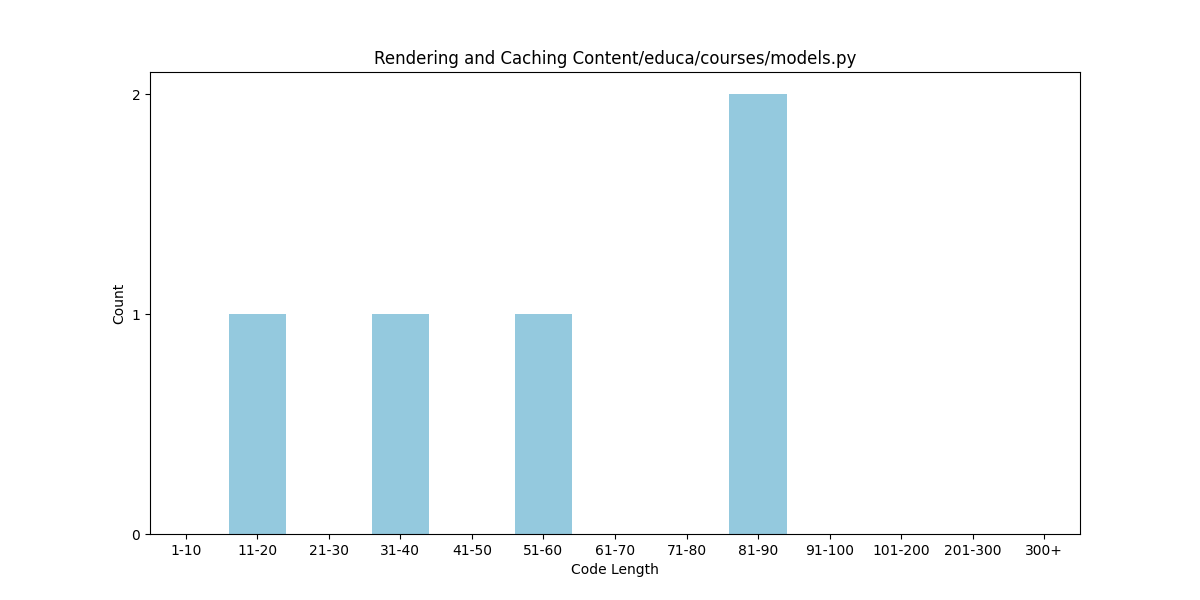 Rendering and Caching Content/educa/courses/models.py
2
1
0
Count
1-10 11-20 21-30 31-40 41-50 51-60 61-70 71-80 81-90 91-100 101-200 201-300 300+
Code Length